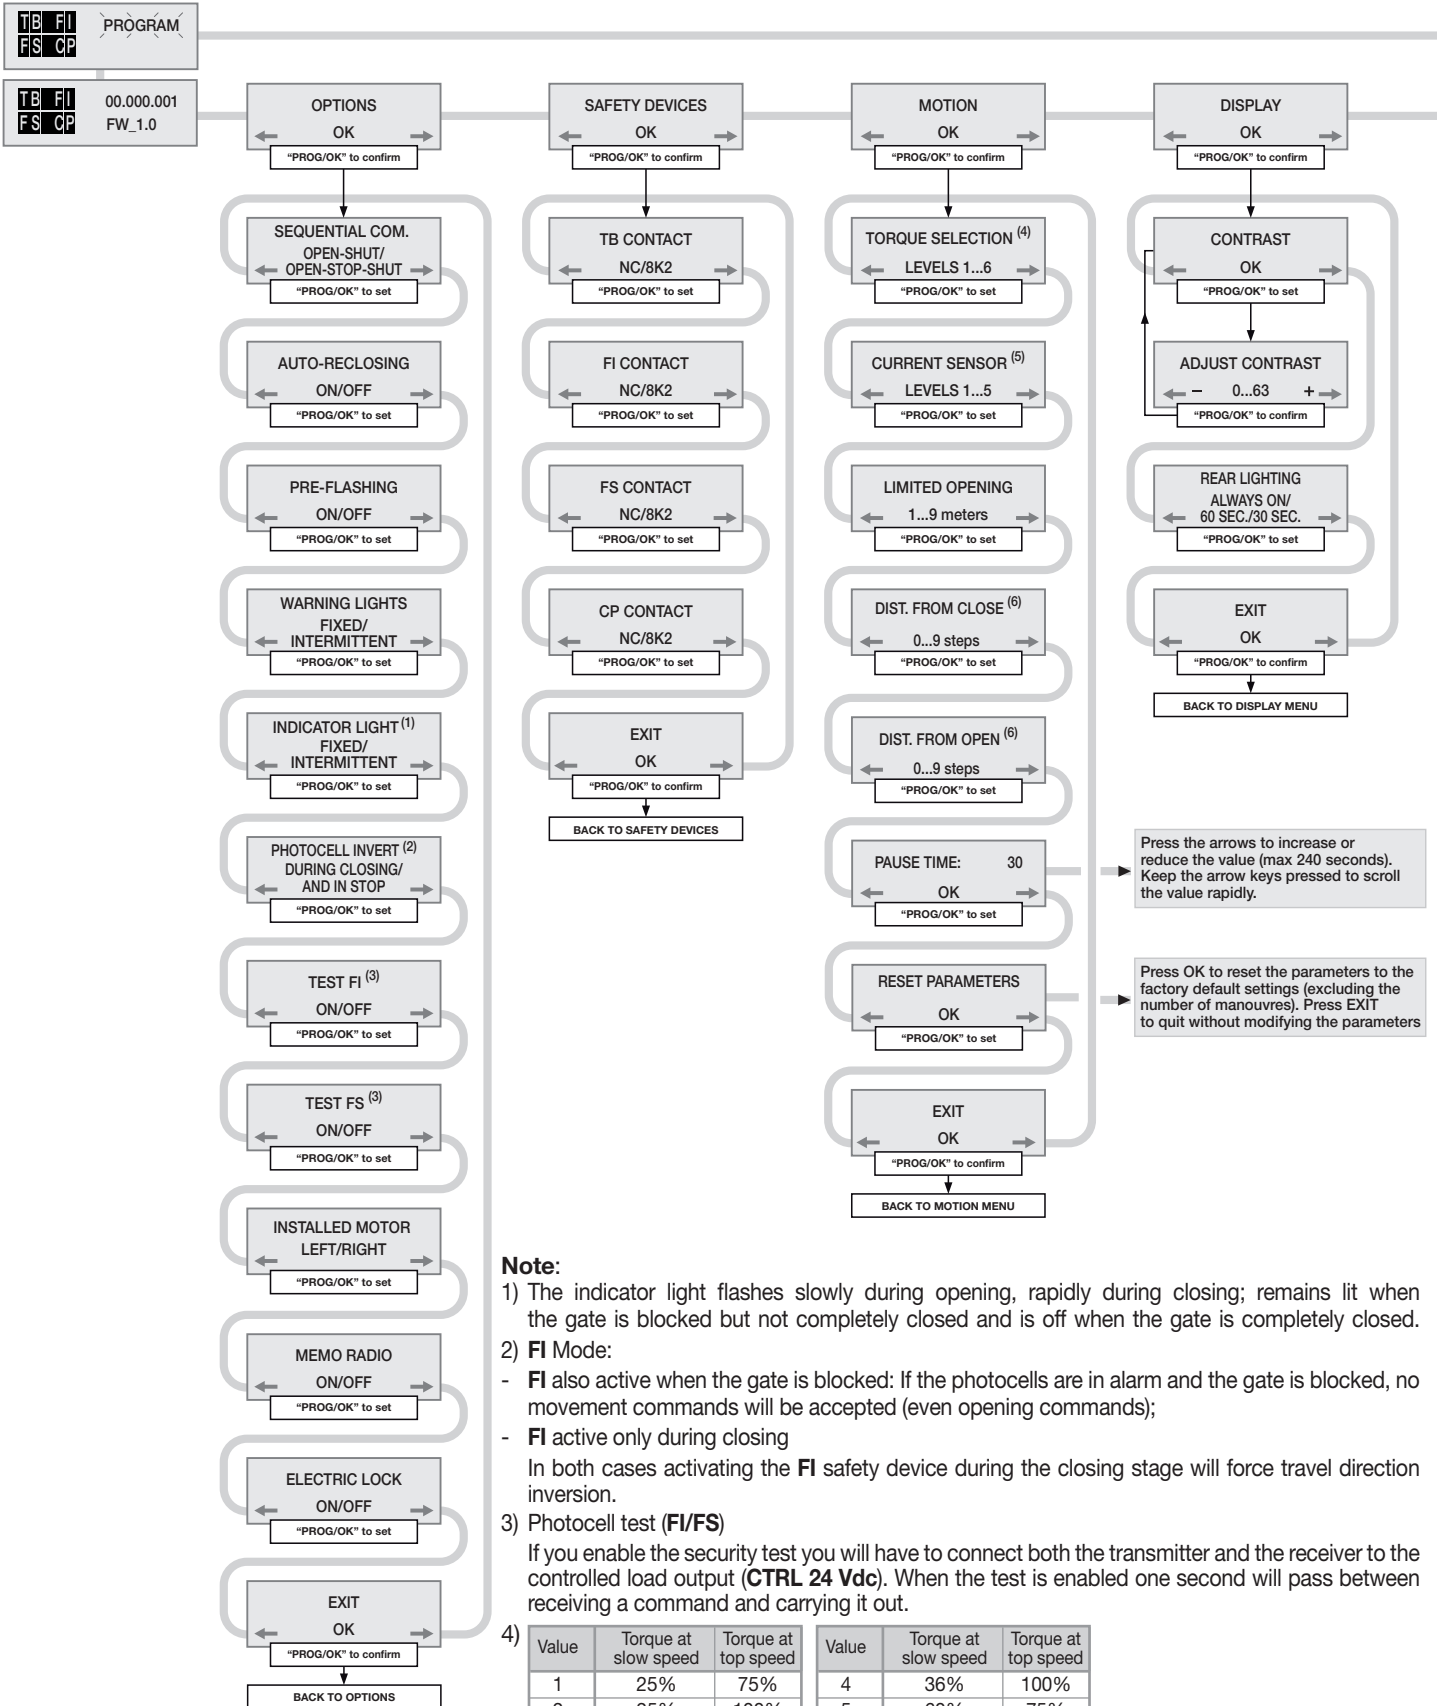 TB FI
FS CP
PROGRAM
TB FI
FS CP
00.000.001
FW_1.0
OPTIONS
OK
“PROG/OK” to confirm
SEQUENTIAL COM.
OPEN-SHUT/
OPEN-STOP-SHUT
“PROG/OK” to set
AUTO-RECLOSING
ON/OFF
“PROG/OK” to set
PRE-FLASHING
ON/OFF
“PROG/OK” to set
WARNING LIGHTS
FIXED/
INTERMITTENT
“PROG/OK” to set
INDICATOR LIGHT (1)
FIXED/
INTERMITTENT
“PROG/OK” to set
PHOTOCELL INVERT (2)
DURING CLOSING/
AND IN STOP
“PROG/OK” to set
TEST FI (3)
ON/OFF
“PROG/OK” to set
TEST FS (3)
ON/OFF
“PROG/OK” to set
INSTALLED MOTOR
LEFT/RIGHT
“PROG/OK” to set
MEMO RADIO
ON/OFF
“PROG/OK” to set
ELECTRIC LOCK
ON/OFF
“PROG/OK” to set
EXIT
OK
“PROG/OK” to confirm
BACK TO OPTIONS
SAFETY DEVICES
OK
“PROG/OK” to confirm
TB CONTACT
NC/8K2
“PROG/OK” to set
FI CONTACT
NC/8K2
“PROG/OK” to set
FS CONTACT
NC/8K2
“PROG/OK” to set
CP CONTACT
NC/8K2
“PROG/OK” to set
EXIT
OK
“PROG/OK” to confirm
BACK TO SAFETY DEVICES
MOTION
OK
“PROG/OK” to confirm
TORQUE SELECTION (4)
LEVELS 1...6
“PROG/OK” to set
CURRENT SENSOR (5)
LEVELS 1...5
“PROG/OK” to set
LIMITED OPENING
1...9 meters
“PROG/OK” to set
DIST. FROM CLOSE (6)
0...9 steps
“PROG/OK” to set
DIST. FROM OPEN (6)
0...9 steps
“PROG/OK” to set
PAUSE TIME: 30
OK
“PROG/OK” to set
RESET PARAMETERS
OK
“PROG/OK” to set
EXIT
OK
“PROG/OK” to confirm
BACK TO MOTION MENU
DISPLAY
OK
“PROG/OK” to confirm
CONTRAST
OK
“PROG/OK” to set
ADJUST CONTRAST
– 0...63 +
“PROG/OK” to confirm
REAR LIGHTING
ALWAYS ON/
60 SEC./30 SEC.
“PROG/OK” to set
EXIT
OK
“PROG/OK” to confirm
BACK TO DISPLAY MENU
Press the arrows to increase or
reduce the value (max 240 seconds).
Keep the arrow keys pressed to scroll
the value rapidly.
Press OK to reset the parameters to the
factory default settings (excluding the
number of manouvres). Press EXIT
to quit without modifying the parameters
Note:
1) The indicator light flashes slowly during opening, rapidly during closing; remains lit when
the gate is blocked but not completely closed and is off when the gate is completely closed.
2) FI Mode:
- FI also active when the gate is blocked: If the photocells are in alarm and the gate is blocked, no
movement commands will be accepted (even opening commands);
- FI active only during closing
In both cases activating the FI safety device during the closing stage will force travel direction
inversion.
3) Photocell test (FI/FS)
If you enable the security test you will have to connect both the transmitter and the receiver to the
controlled load output (CTRL 24 Vdc). When the test is enabled one second will pass between
receiving a command and carrying it out.
4) Value Torque at slow speed Torque at top speed Value Torque at slow speed Torque at top speed
1 25% 75% 4 36% 100%